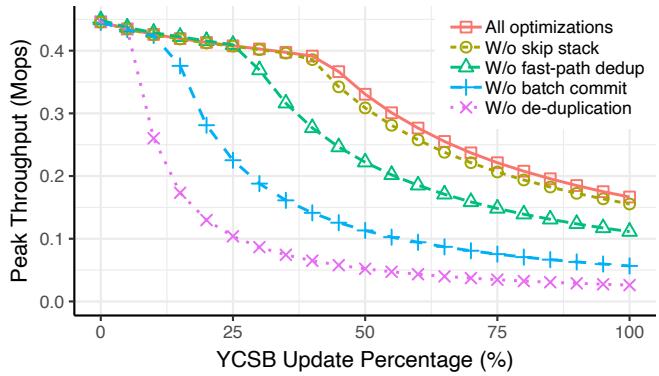 Peak Throughput (Mops)
0.4
0.3
0.2
0.1
0.0
All optimizations
W/o skip stack
W/o fast-path dedup
W/o batch commit
W/o de-duplication
0 25 50 75 100
YCSB Update Percentage (%)